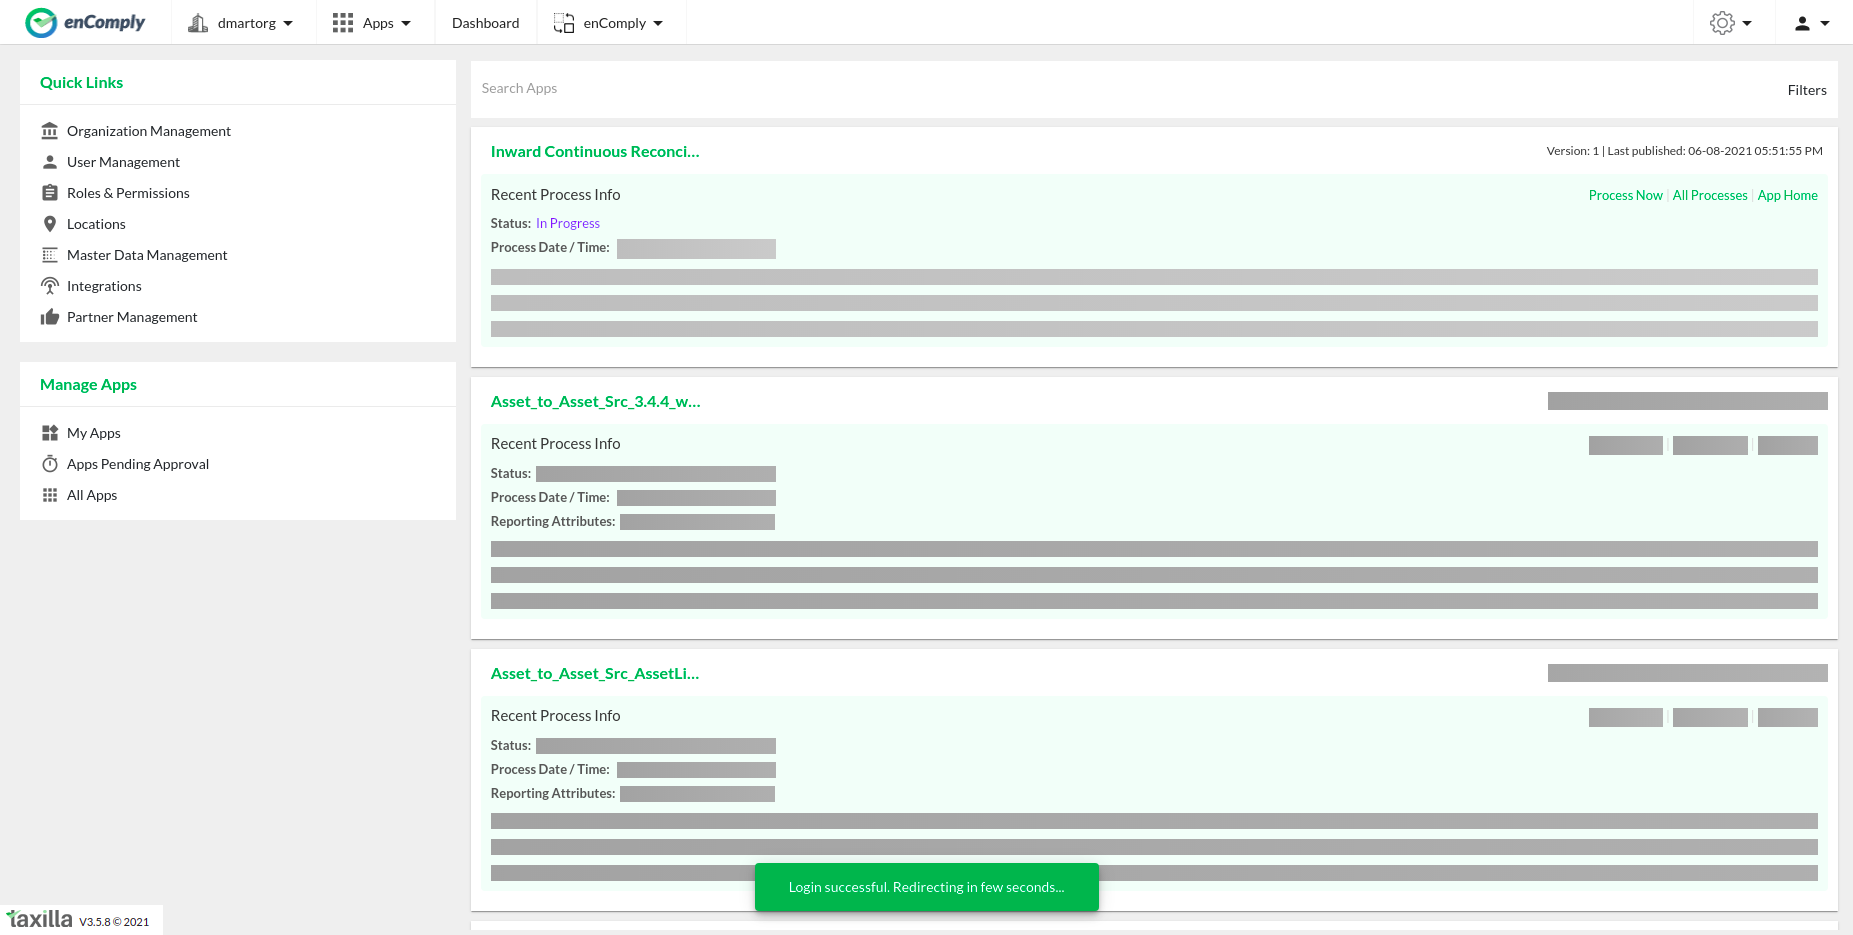 enComply
dmartorg
Apps
Dashboard
enComply
Quick Links
Organization Management
User Management
Roles & Permissions
Locations
Master Data Management
Integrations
Partner Management
Manage Apps
My Apps
Apps Pending Approval
All Apps
Search Apps
Filters
Inward Continuous Reconci...
Version: 1 | Last published: 06-08-2021 05:51:55 PM
Recent Process Info
Process Now | All Processes | App Home
Status: In Progress
Process Date / Time:
Asset_to_Asset_Src_3.4.4_w...
Recent Process Info
Status:
Process Date / Time:
Reporting Attributes:
Asset_to_Asset_Src_AssetLi...
Recent Process Info
Status:
Process Date / Time:
Reporting Attributes:
Login successful. Redirecting in few seconds...
taxilla V3.5.8 © 2021